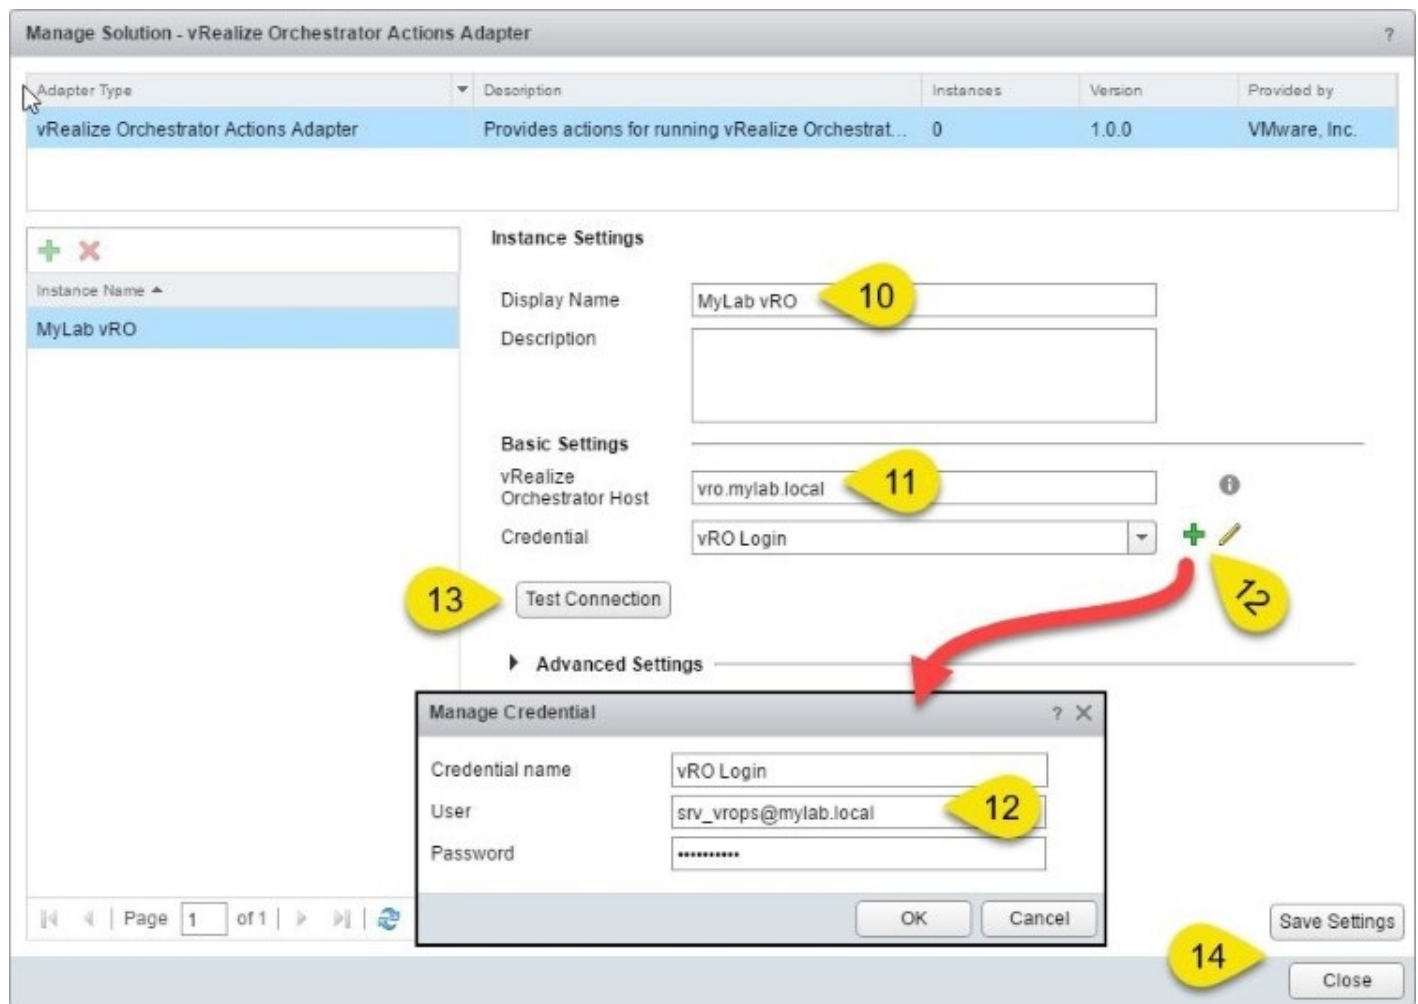 Manage Solution - vRealize Orchestrator Actions Adapter ?
Adapter Type Description Instances Version Provided by
vRealize Orchestrator Actions Adapter Provides actions for running vRealize Orchestrat... 0 1.0.0 VMware, Inc.
Instance Settings
Instance Name
MyLab vRO
Display Name MyLab vRO 10
Description
Basic Settings
vRealize
Orchestrator Host vro.mylab.local 11
Credential vRO Login
12
13 Test Connection
Advanced Settings
Manage Credential ?
Credential name vRO Login
User srv_vrops@mylab.local 12
Password ••••••••••
OK Cancel
Page 1 of 1
Save Settings
14
Close